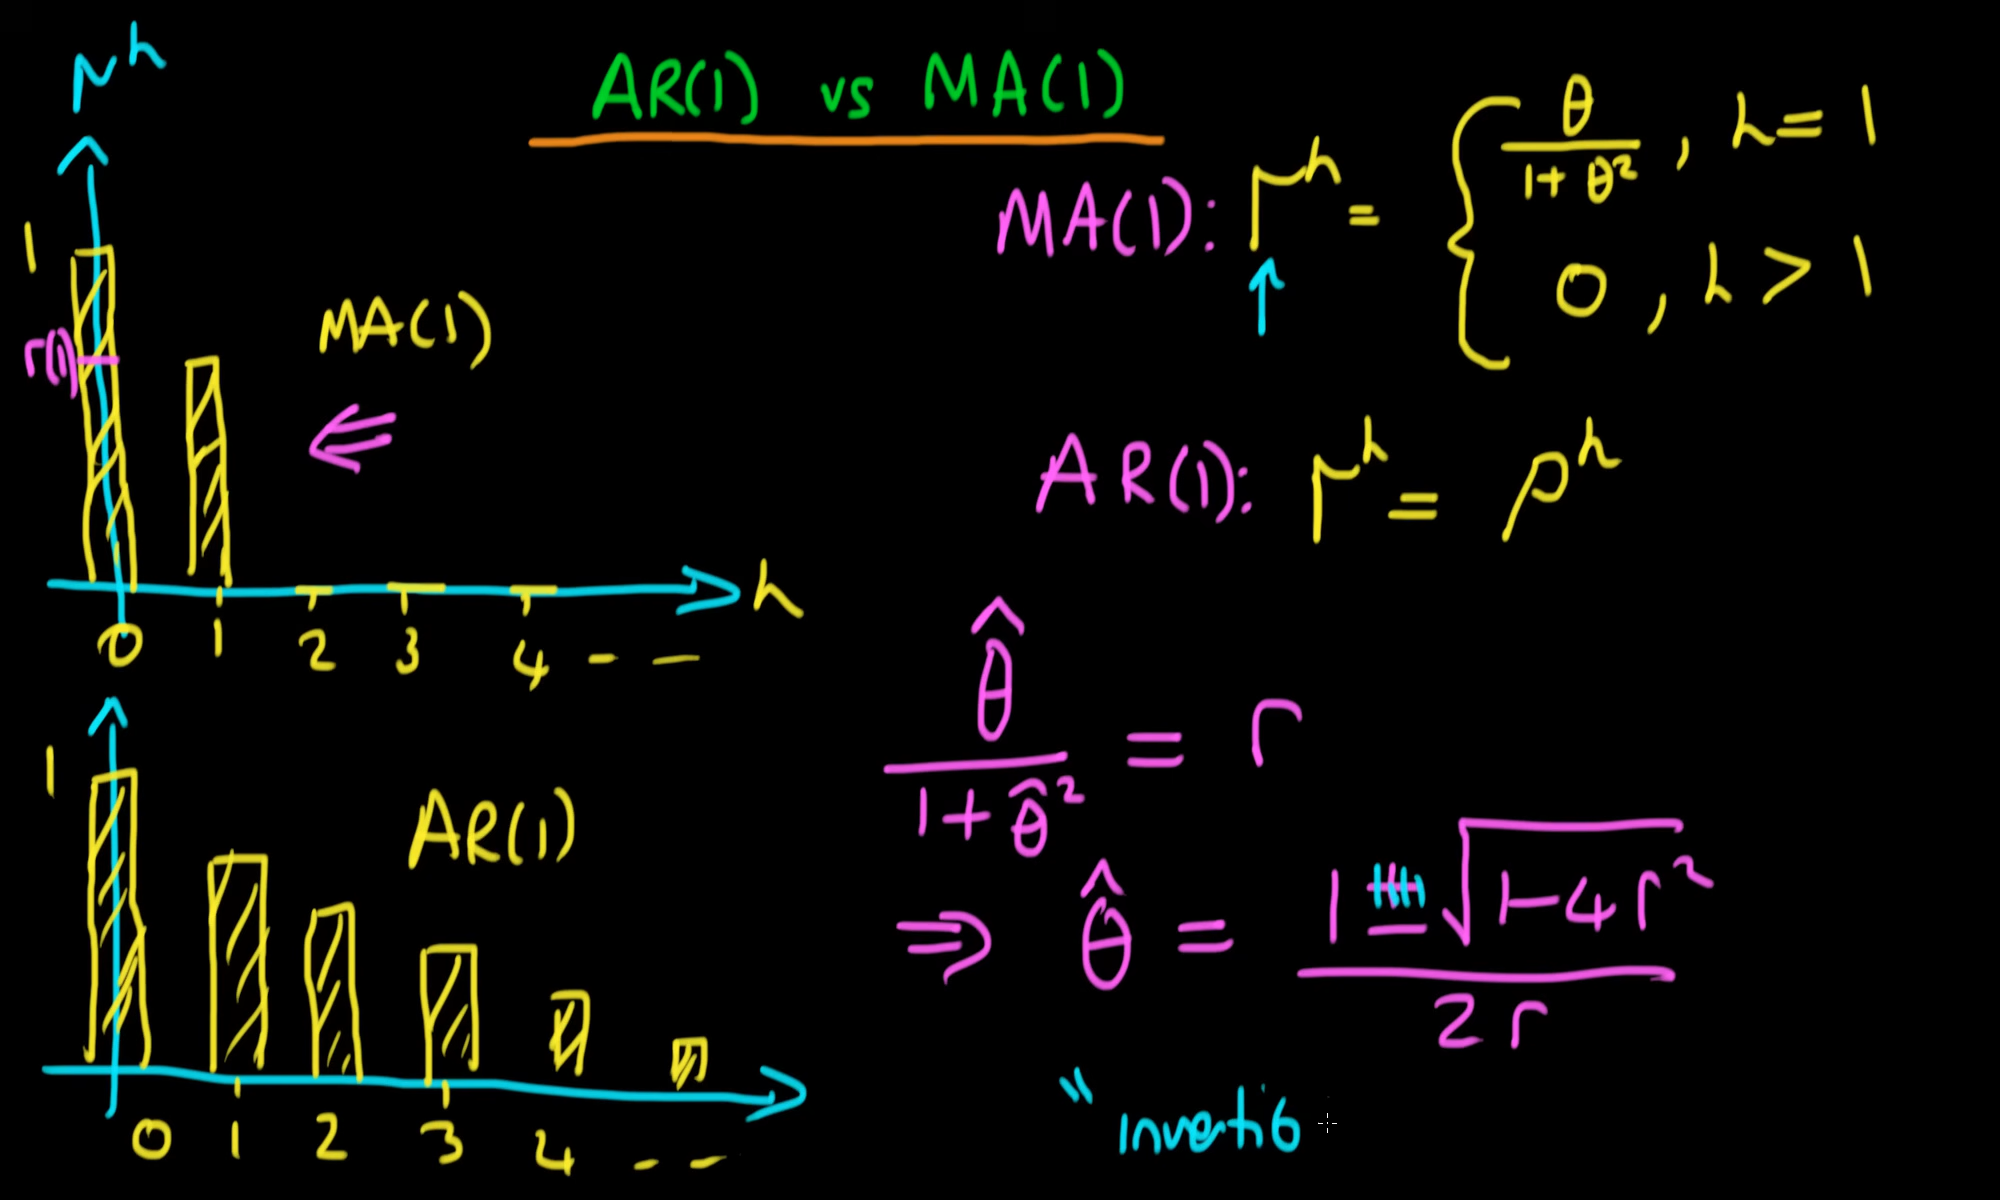 AR(1) vs MA(1)
r^h
1
r(1)
MA(1)
h
0 1 2 3 4 - -
MA(1): r^h = { θ / (1 + θ²), h = 1
0, h > 1
AR(1): r^h = ρ^h
1
AR(1)
0 1 2 3 4 - -
θ̂ / (1 + θ̂²) = r
⇒ θ̂ = (1 - √(1 - 4r²)) / 2r
"invertib